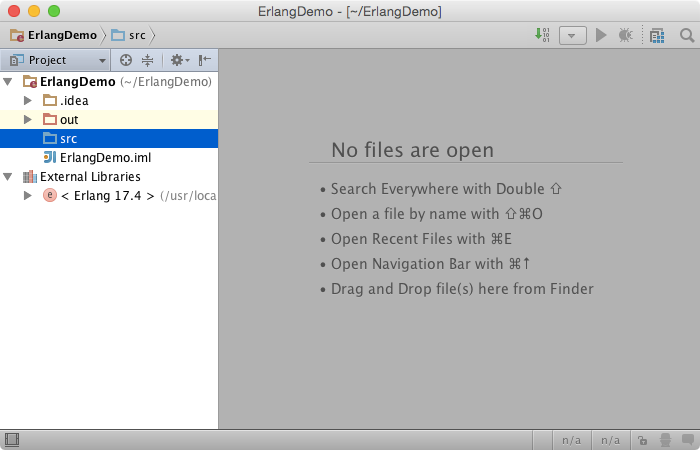 ErlangDemo - [~/ErlangDemo]
ErlangDemo src
Project
ErlangDemo (~/ErlangDemo)
.idea
out
src
ErlangDemo.iml
External Libraries
< Erlang 17.4 > (/usr/loca
No files are open
• Search Everywhere with Double ⇧
• Open a file by name with ⇧⌘O
• Open Recent Files with ⌘E
• Open Navigation Bar with ⌘↑
• Drag and Drop file(s) here from Finder
n/a n/a